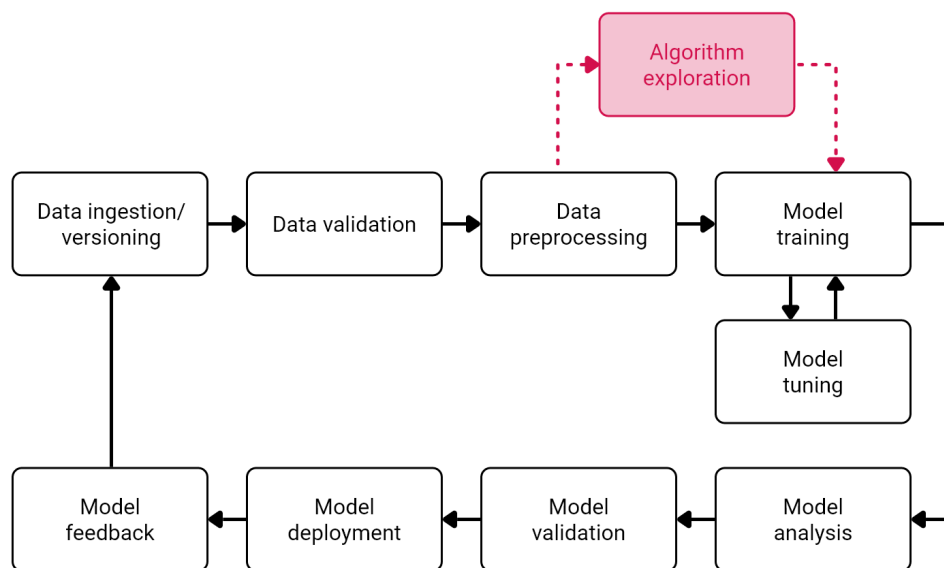 Algorithm
exploration
Data ingestion/
versioning
Data validation
Data
preprocessing
Model
training
Model
tuning
Model
feedback
Model
deployment
Model
validation
Model
analysis